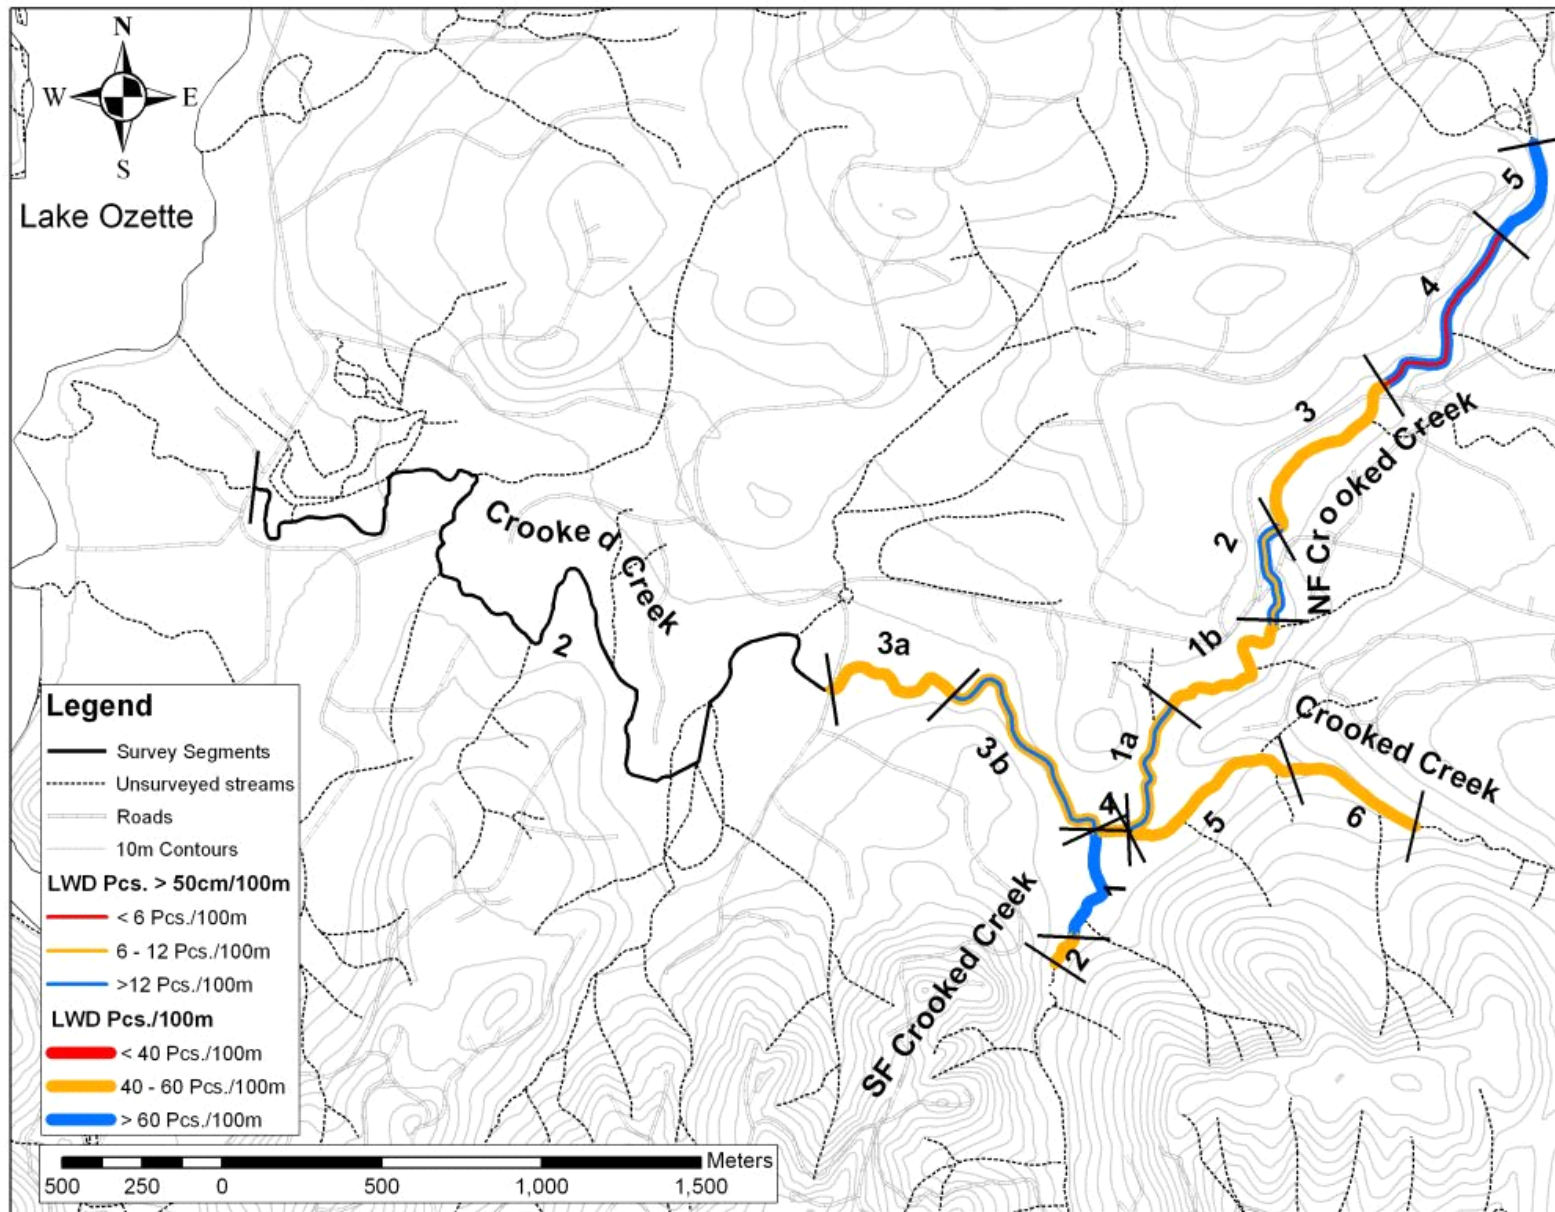 N
W E
S
Lake Ozette
5
4
3
NF Crooked Creek
2
1b
Crooke d Creek
2
3a
3b
1a
4
5
6
Crooked Creek
1
2
SF Crooked Creek
Legend
Survey Segments
Unsurveyed streams
Roads
10m Contours
LWD Pcs. > 50cm/100m
< 6 Pcs./100m
6 - 12 Pcs./100m
>12 Pcs./100m
LWD Pcs./100m
< 40 Pcs./100m
40 - 60 Pcs./100m
> 60 Pcs./100m
Meters
500 250 0 500 1,000 1,500